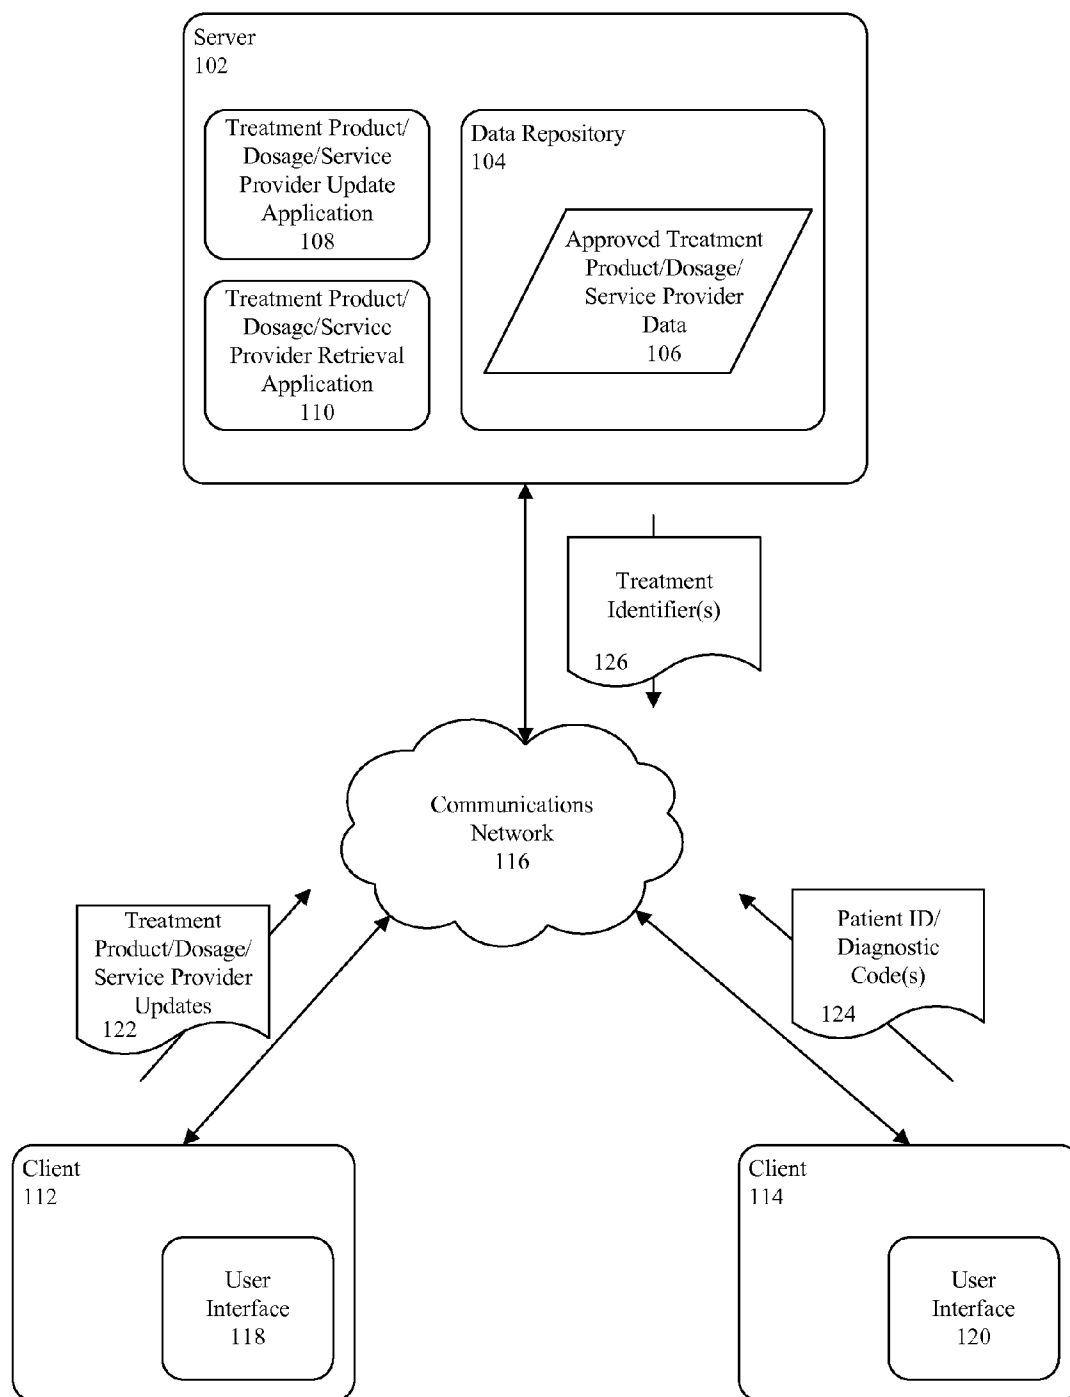 Server
102
Treatment Product/
Dosage/Service
Provider Update
Application
108
Data Repository
104
Approved Treatment
Product/Dosage/
Service Provider
Data
106
Treatment Product/
Dosage/Service
Provider Retrieval
Application
110
Treatment
Identifier(s)
126
Communications
Network
116
Treatment
Product/Dosage/
Service Provider
Updates
122
Patient ID/
Diagnostic
Code(s)
124
Client
112
User
Interface
118
Client
114
User
Interface
120